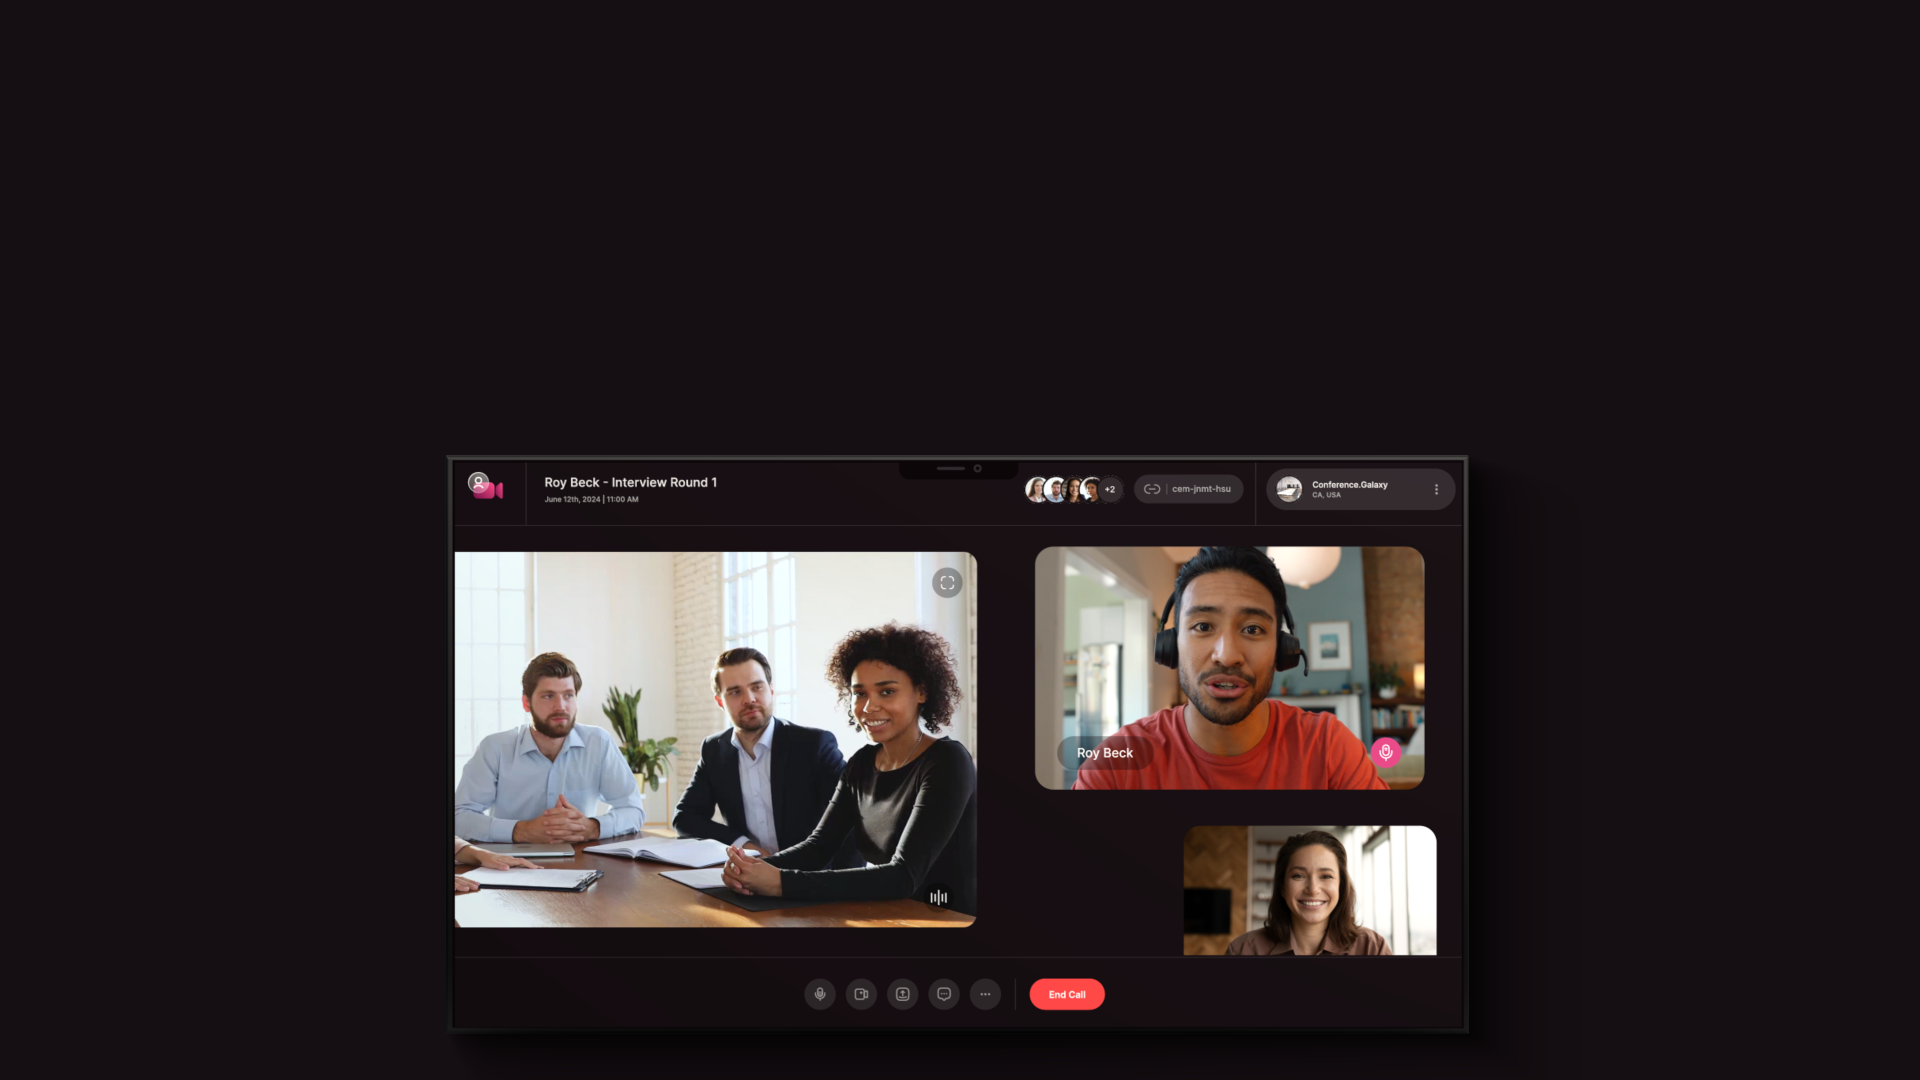 Roy Beck - Interview Round 1
June 12th, 2024 | 11:00 AM
+2
cem-jnmt-hsu
Conference.Galaxy
CA, USA
Roy Beck
End Call